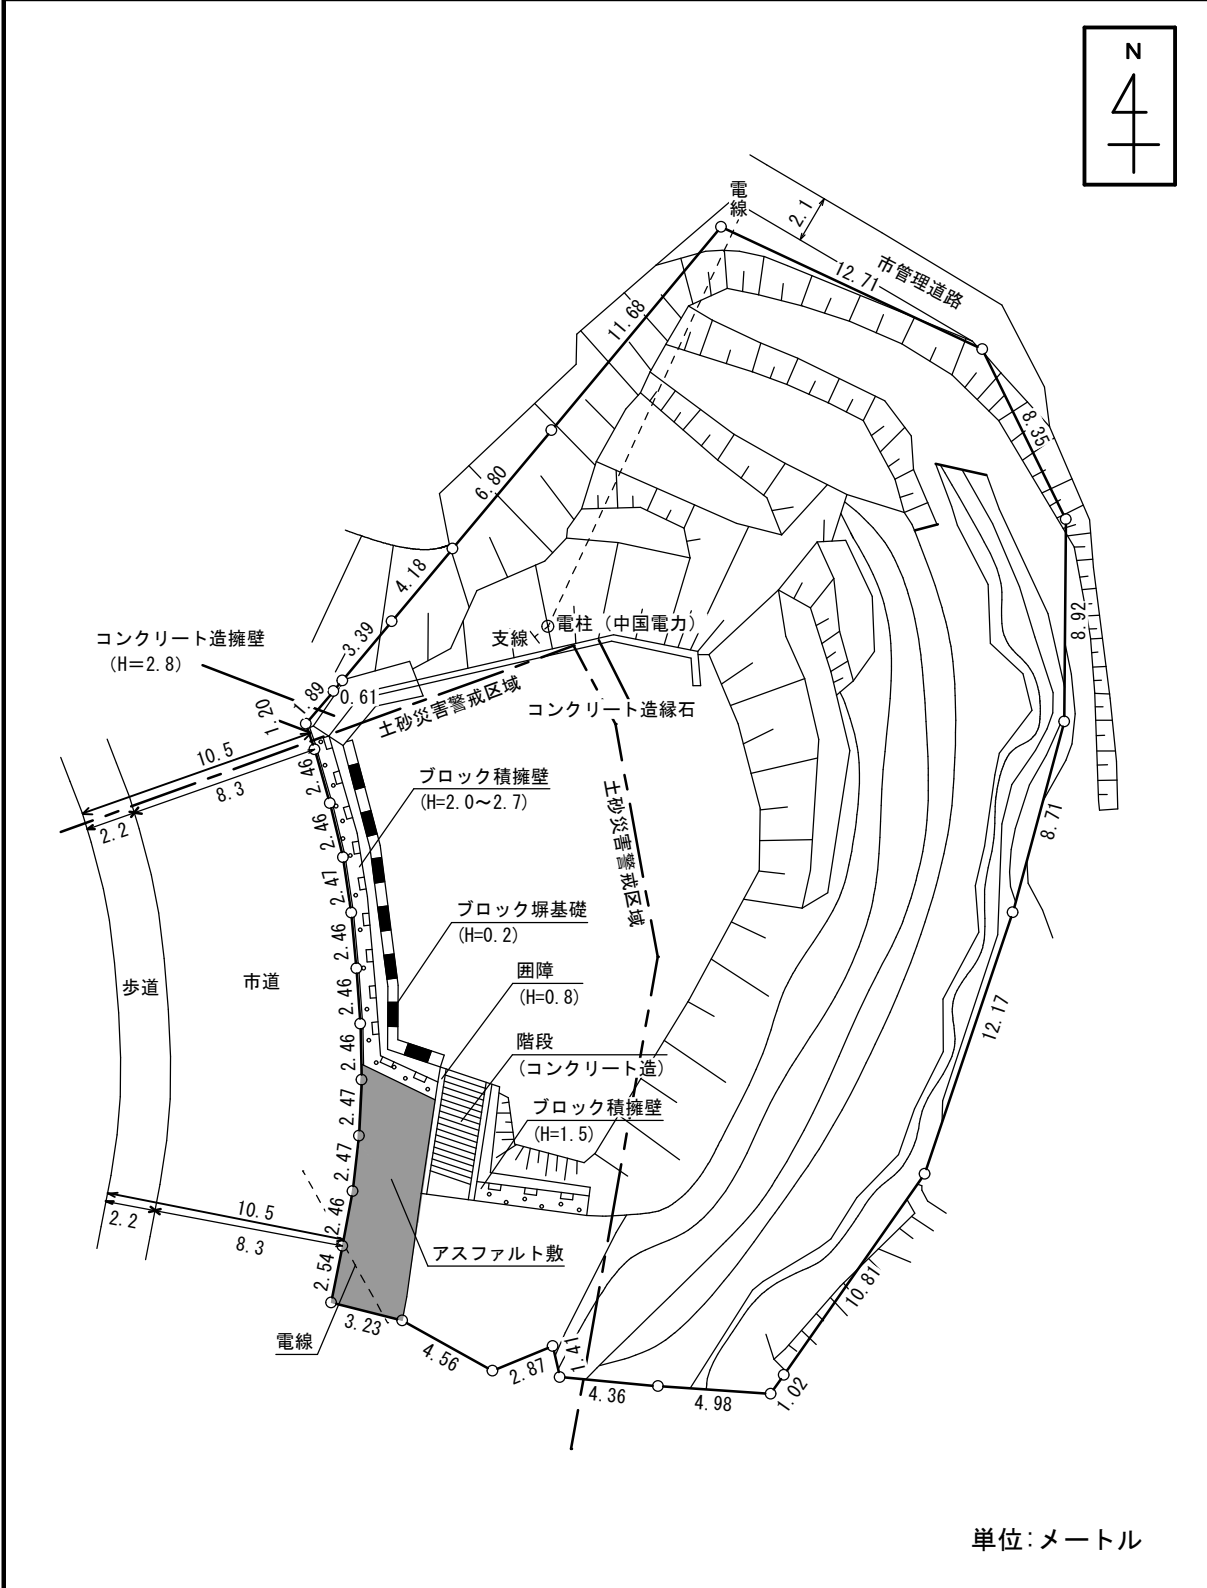 N
電線
2.1
市管理道路
12.71
11.68
8.35
6.80
4.18
8.92
電柱（中国電力）
支線
コンクリート造擁壁
（H＝2.8）
3.39
1.89
0.61
1.20
土砂災害警戒区域
コンクリート造縁石
10.5
8.3
2.2
2.46
ブロック積擁壁
(H=2.0～2.7)
土砂災害警戒区域
8.71
2.46
2.47
ブロック塀基礎
(H=0.2)
2.46
囲障
(H=0.8)
歩道
市道
2.46
12.17
階段
(コンクリート造)
2.46
ブロック積擁壁
(H=1.5)
2.47
2.47
10.5
2.2
8.3
2.46
アスファルト敷
2.54
10.81
電線
3.23
4.56
2.87
1.41
4.36
4.98
1.02
単位:メートル